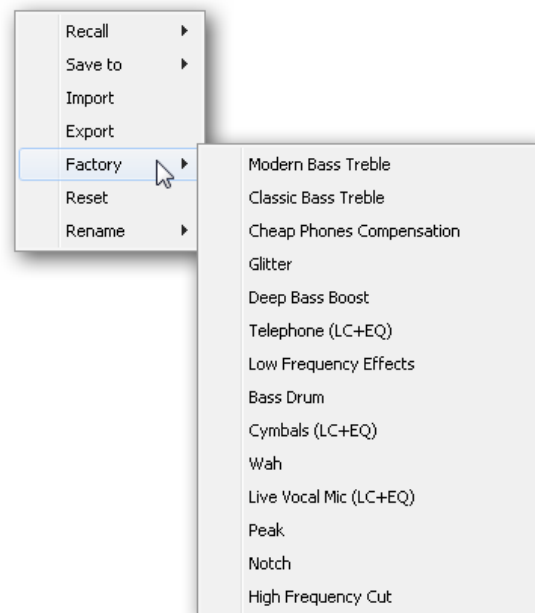 Recall
Save to
Import
Export
Factory
Reset
Rename
Modern Bass Treble
Classic Bass Treble
Cheap Phones Compensation
Glitter
Deep Bass Boost
Telephone (LC+EQ)
Low Frequency Effects
Bass Drum
Cymbals (LC+EQ)
Wah
Live Vocal Mic (LC+EQ)
Peak
Notch
High Frequency Cut